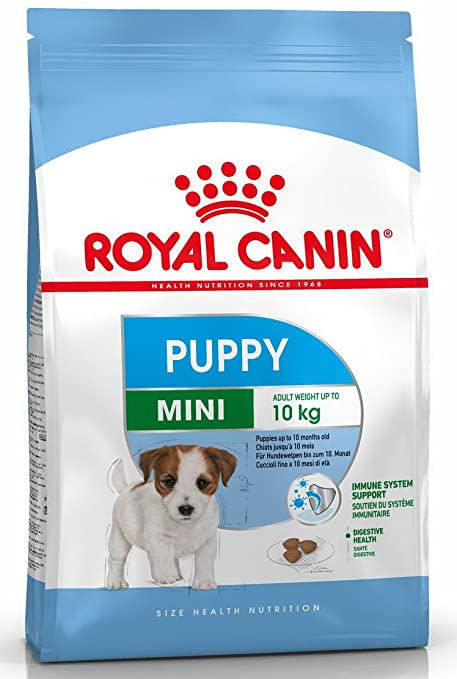 ROYAL CANIN®
HEALTH NUTRITION SINCE 1968
PUPPY
MINI
ADULT WEIGHT UP TO
10 kg
Puppies up to 10 months old
Chiots jusqu'à 10 mois
Für Hundewelpen bis zum 10. Monat
Cuccioli fino a 10 mesi di età
IMMUNE SYSTEM
SUPPORT
SOUTIEN DU SYSTÈME
IMMUNITAIRE
DIGESTIVE
HEALTH
SANTÉ
DIGESTIVE
SIZE HEALTH NUTRITION